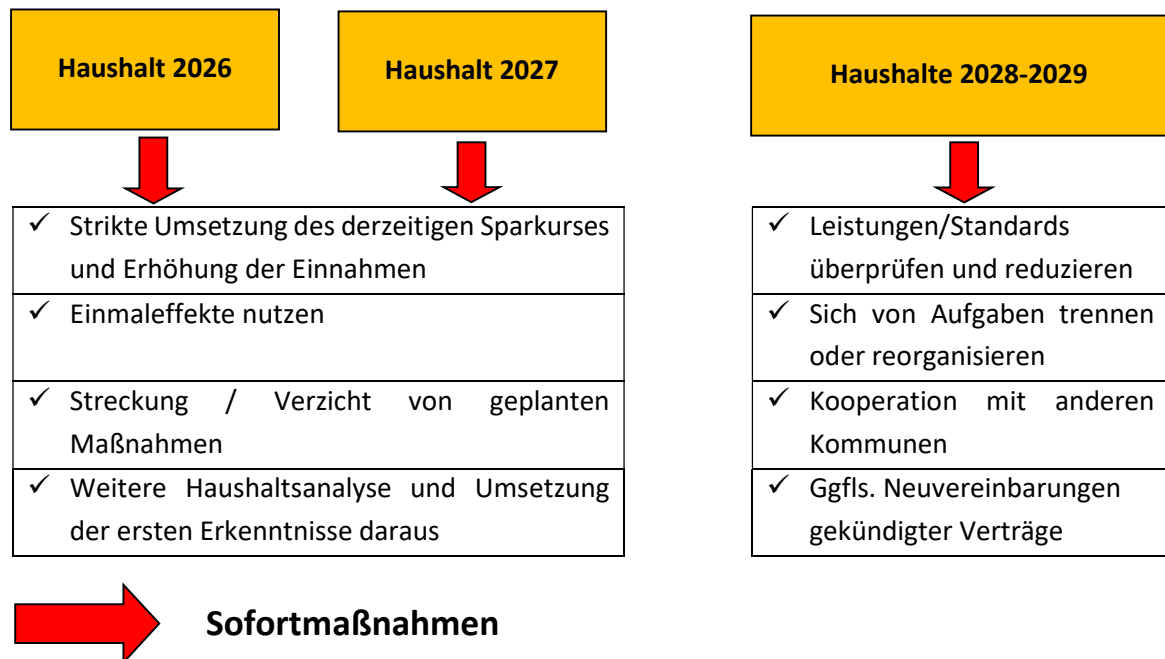 Haushalt 2026
Haushalt 2027
Haushalte 2028-2029
✓ Strikte Umsetzung des derzeitigen Sparkurses
und Erhöhung der Einnahmen
✓ Einmaleffekte nutzen
✓ Streckung / Verzicht von geplanten
Maßnahmen
✓ Weitere Haushaltsanalyse und Umsetzung
der ersten Erkenntnisse daraus
✓ Leistungen/Standards
überprüfen und reduzieren
✓ Sich von Aufgaben trennen
oder reorganisieren
✓ Kooperation mit anderen
Kommunen
✓ Ggfls. Neuvereinbarungen
gekündigter Verträge
Sofortmaßnahmen